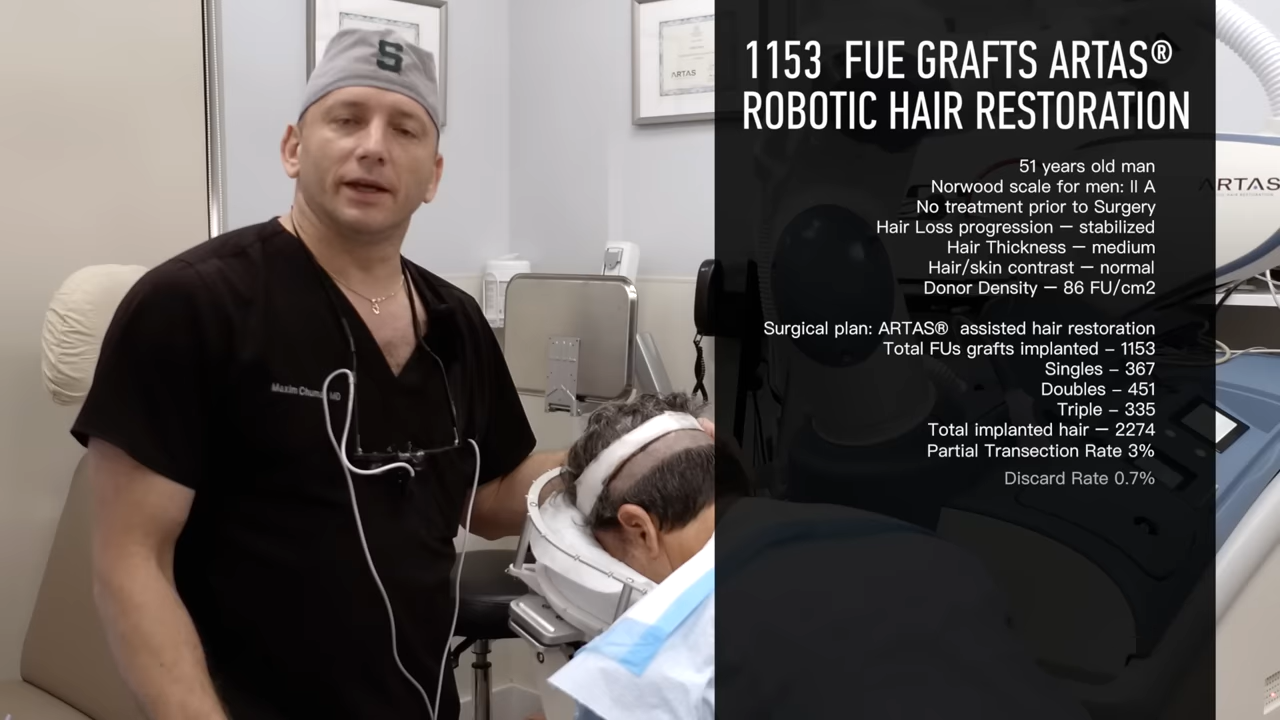 S
ARTAS
Maxim MD
1153 FUE GRAFTS ARTAS®
ROBOTIC HAIR RESTORATION
51 years old man
Norwood scale for men: II A
No treatment prior to Surgery
Hair Loss progression — stabilized
Hair Thickness — medium
Hair/skin contrast — normal
Donor Density — 86 FU/cm2
Surgical plan: ARTAS® assisted hair restoration
Total FUs grafts implanted – 1153
Singles – 367
Doubles – 451
Triple – 335
Total implanted hair — 2274
Partial Transection Rate 3%
Discard Rate 0.7%
ARTAS